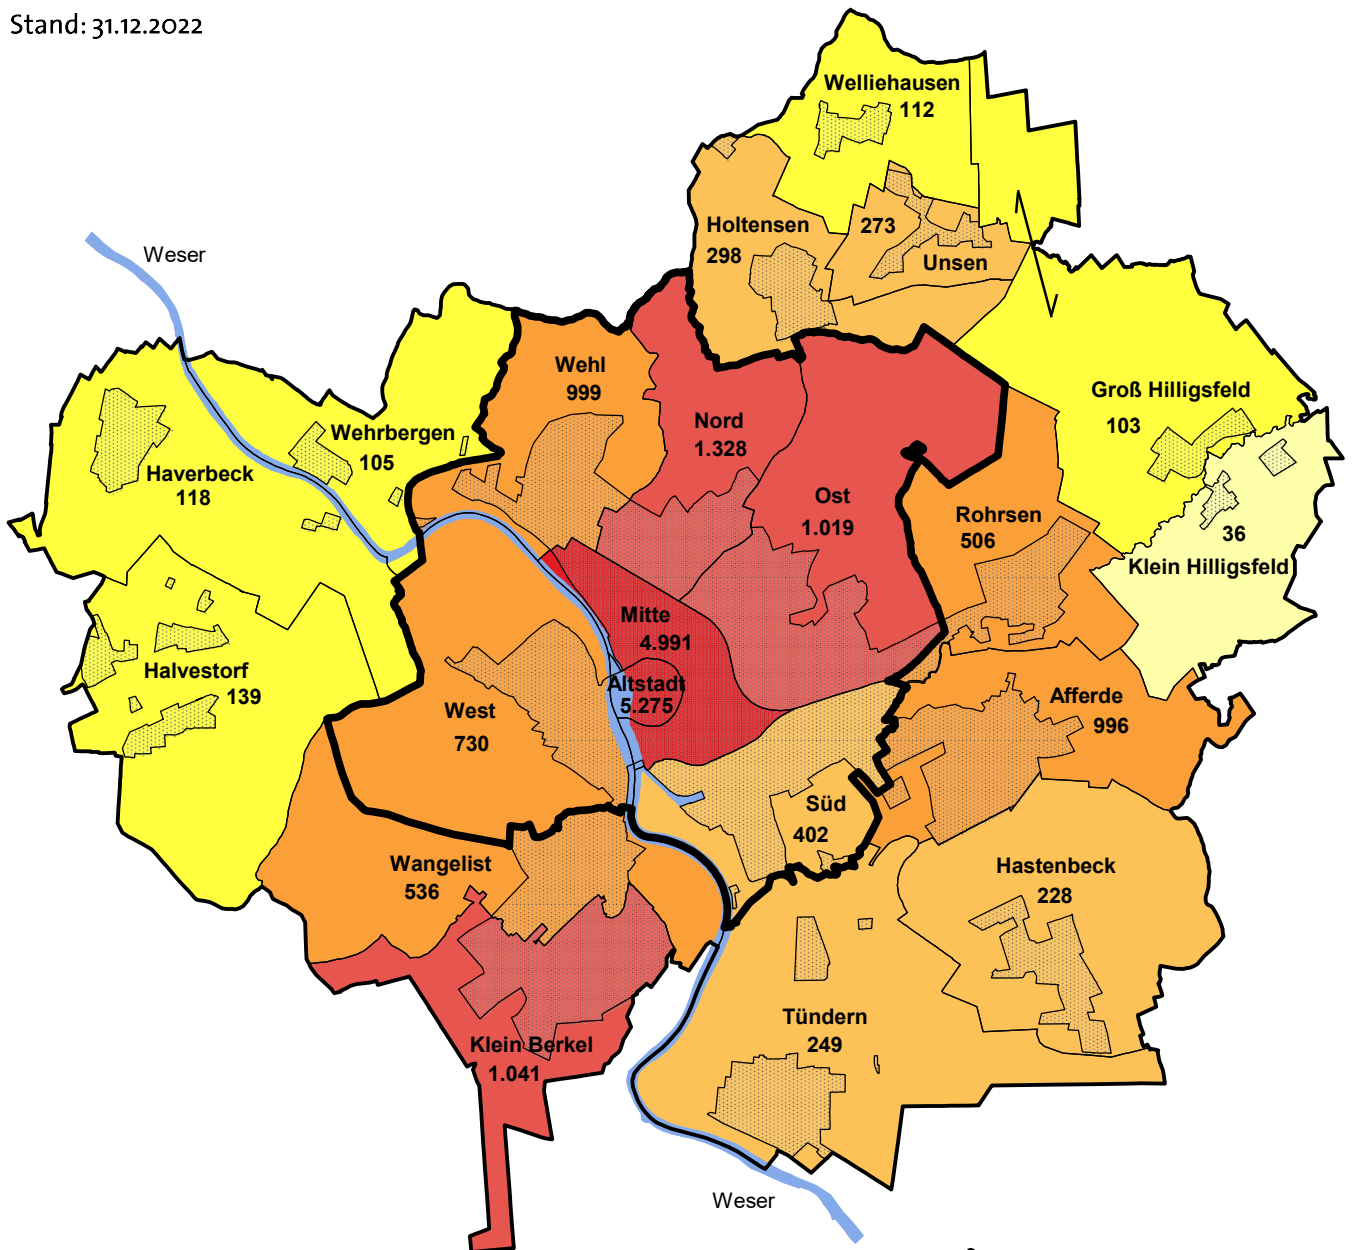 Stand: 31.12.2022
Welliehausen
112
Holtensen
298
273
Unsen
Weser
Wehl
999
Nord
1.328
Groß Hilligsfeld
103
Wehrbergen
105
Haverbeck
118
Ost
1.019
Rohrsen
506
36
Klein Hilligsfeld
Mitte
4.991
Halvestorf
139
Altstadt
5.275
West
730
Afferde
996
Süd
402
Wangelist
536
Hastenbeck
228
Tündern
249
Klein Berkel
1.041
Weser